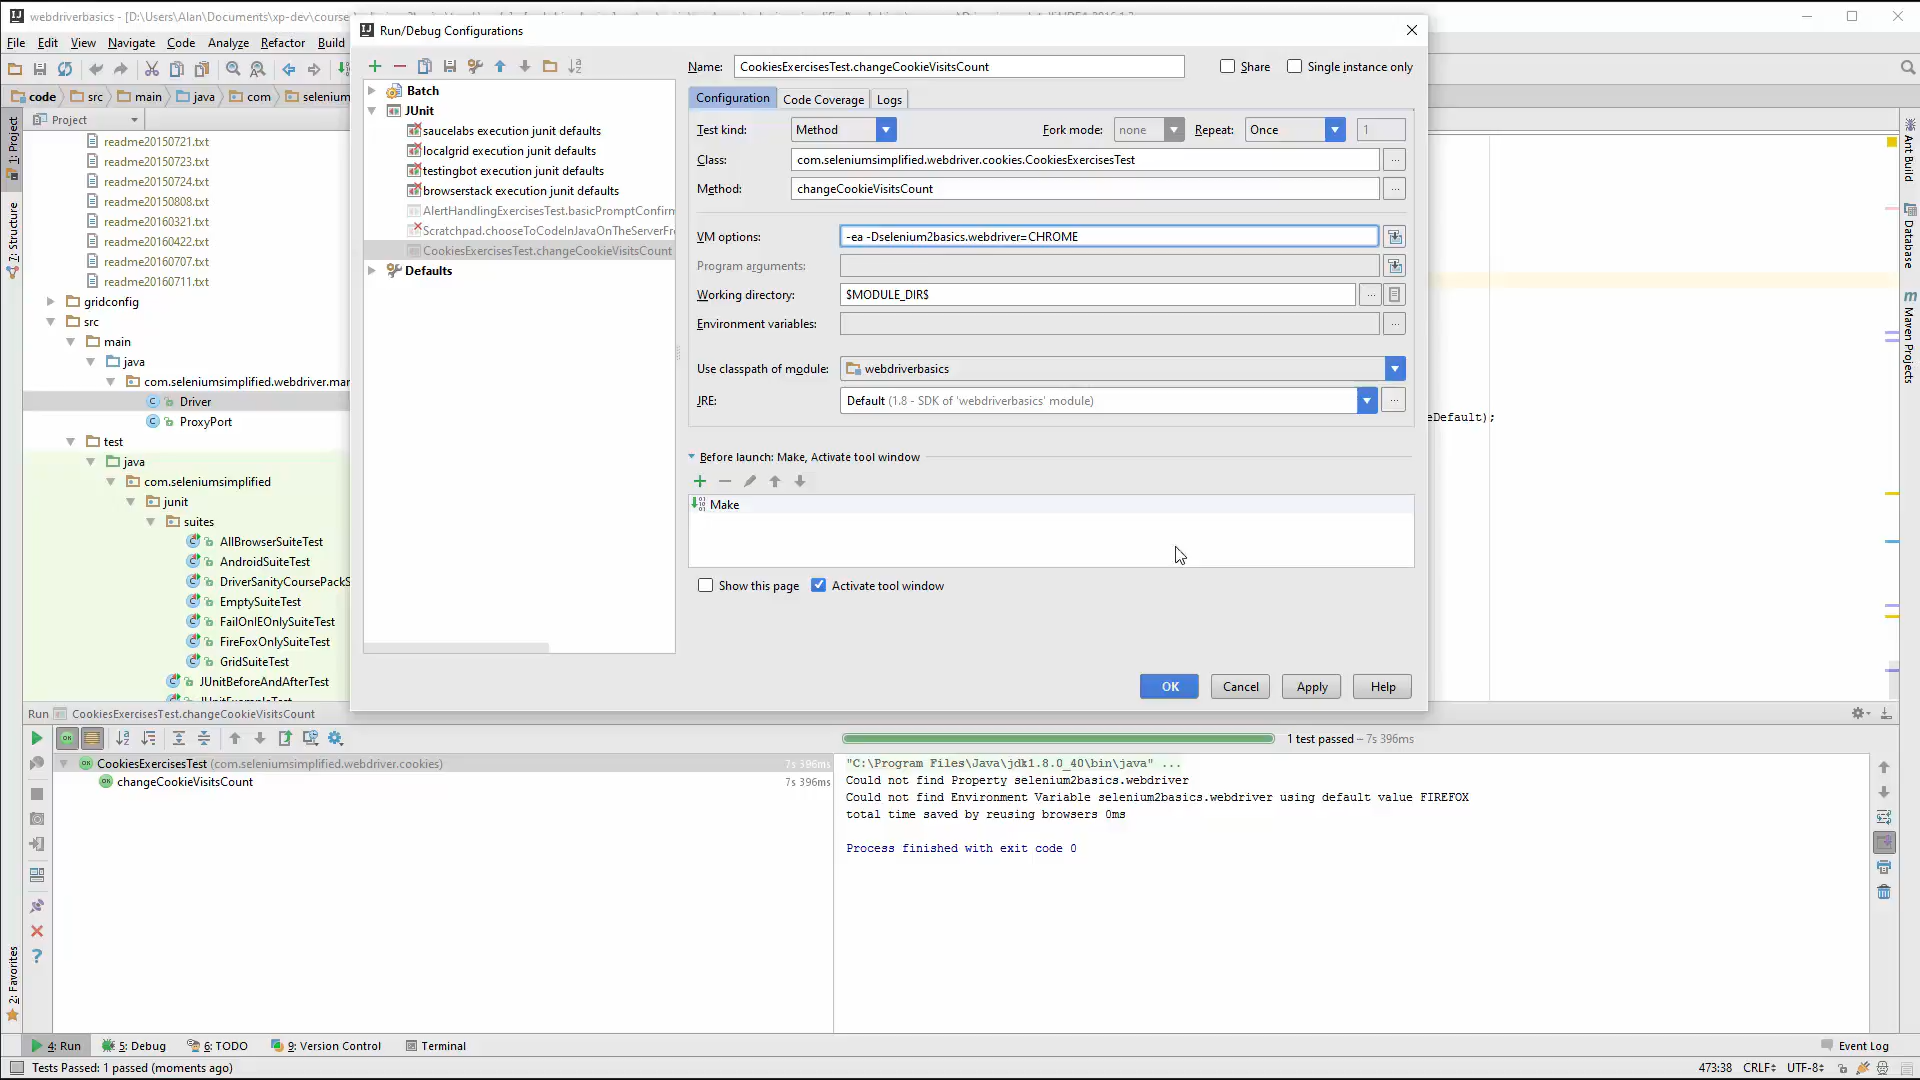 webdriverbasics - [D:\Users\Alan\Documents\xp-dev\course
Run/Debug Configurations
File Edit View Navigate Code Analyze Refactor Build
Name: CookiesExercisesTest.changeCookieVisitsCount Share Single instance only
code src main java com selenium
Configuration Code Coverage Logs
Project
Batch
JUnit
saucelabs execution junit defaults
localgrid execution junit defaults
testingbot execution junit defaults
browserstack execution junit defaults
AlertHandlingExercisesTest.basicPromptConfirm
Scratchpad.chooseToCodeInJavaOnTheServerFr
CookiesExercisesTest.changeCookieVisitsCount
Defaults
Test kind: Method Fork mode: none Repeat: Once 1
Class: com.seleniumsimplified.webdriver.cookies.CookiesExercisesTest ...
Method: changeCookieVisitsCount ...
VM options: -ea -Dselenium2basics.webdriver=CHROME
Program arguments:
Working directory: $MODULE_DIR$ ...
Environment variables: ...
Use classpath of module: webdriverbasics
JRE: Default (1.8 - SDK of 'webdriverbasics' module) ...
Before launch: Make, Activate tool window
Make
Show this page Activate tool window
OK Cancel Apply Help
readme20150721.txt
readme20150723.txt
readme20150724.txt
readme20150808.txt
readme20160321.txt
readme20160422.txt
readme20160707.txt
readme20160711.txt
gridconfig
src
main
java
com.seleniumsimplified.webdriver.mar
Driver
ProxyPort
test
java
com.seleniumsimplified
junit
suites
AllBrowserSuiteTest
AndroidSuiteTest
DriverSanityCoursePackS
EmptySuiteTest
FailOnIEOnlySuiteTest
FireFoxOnlySuiteTest
GridSuiteTest
JUnitBeforeAndAfterTest
JUnitExampleTest
1: Project
7: Structure
2: Favorites
Ant Build
Database
Maven Projects
eDefault);
Run CookiesExercisesTest.changeCookieVisitsCount
1 test passed – 7s 396ms
CookiesExercisesTest (com.seleniumsimplified.webdriver.cookies) 7s 396ms
changeCookieVisitsCount 7s 396ms
"C:\Program Files\Java\jdk1.8.0_40\bin\java" ...
Could not find Property selenium2basics.webdriver
Could not find Environment Variable selenium2basics.webdriver using default value FIREFOX
total time saved by reusing browsers 0ms
Process finished with exit code 0
4: Run 5: Debug 6: TODO 9: Version Control Terminal Event Log
Tests Passed: 1 passed (moments ago) 473:38 CRLF UTF-8